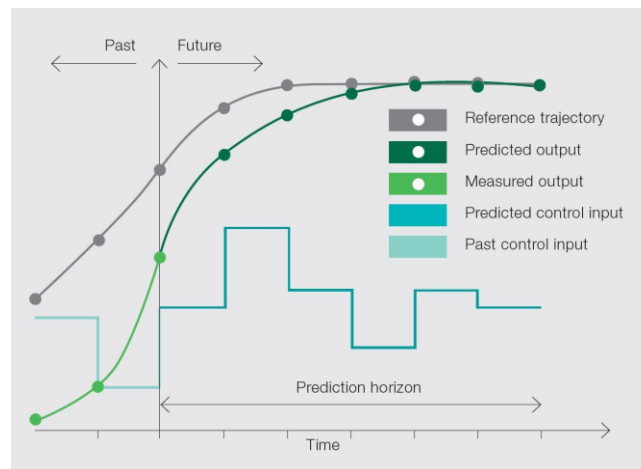 Past
Future
Reference trajectory
Predicted output
Measured output
Predicted control input
Past control input
Prediction horizon
Time